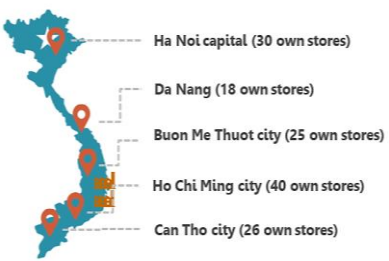 Ha Noi capital (30 own stores)
Da Nang (18 own stores)
Buon Me Thuot city (25 own stores)
Ho Chi Ming city (40 own stores)
Can Tho city (26 own stores)